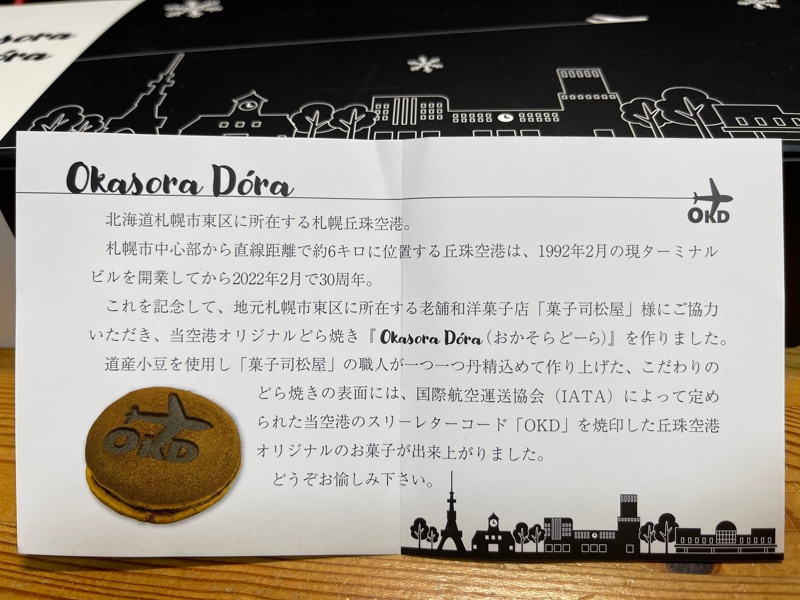 Okasora Dóra
OKD
北海道札幌市東区に所在する札幌丘珠空港。
札幌市中心部から直線距離で約6キロに位置する丘珠空港は、1992年2月の現ターミナル
ビルを開業してから2022年2月で30周年。
これを記念して、地元札幌市東区に所在する老舗和洋菓子店「菓子司松屋」様にご協力
いただき、当空港オリジナルどら焼き『Okasora Dóra（おかそらどーら）』を作りました。
道産小豆を使用し「菓子司松屋」の職人が一つ一つ丹精込めて作り上げた、こだわりの
どら焼きの表面には、国際航空運送協会（IATA）によって定め
られた当空港のスリーレターコード「OKD」を焼印した丘珠空港
オリジナルのお菓子が出来上がりました。
どうぞお愉しみ下さい。
OKD